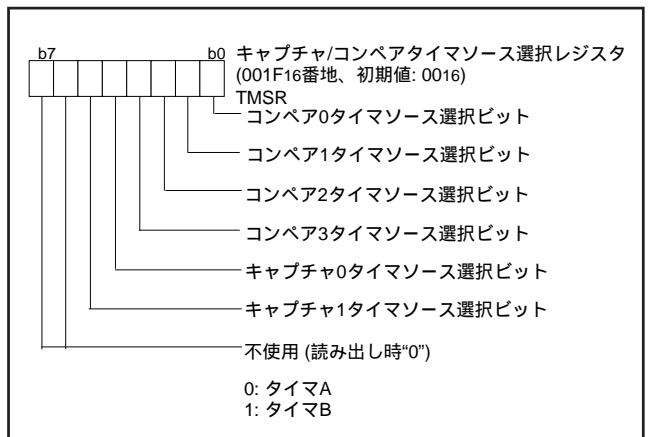 b7 b0 キャプチャ/コンペアタイマソース選択レジスタ
(001F16番地、初期値: 0016)
TMSR
コンペア0タイマソース選択ビット
コンペア1タイマソース選択ビット
コンペア2タイマソース選択ビット
コンペア3タイマソース選択ビット
キャプチャ0タイマソース選択ビット
キャプチャ1タイマソース選択ビット
不使用 (読み出し時“0”)
0: タイマA
1: タイマB